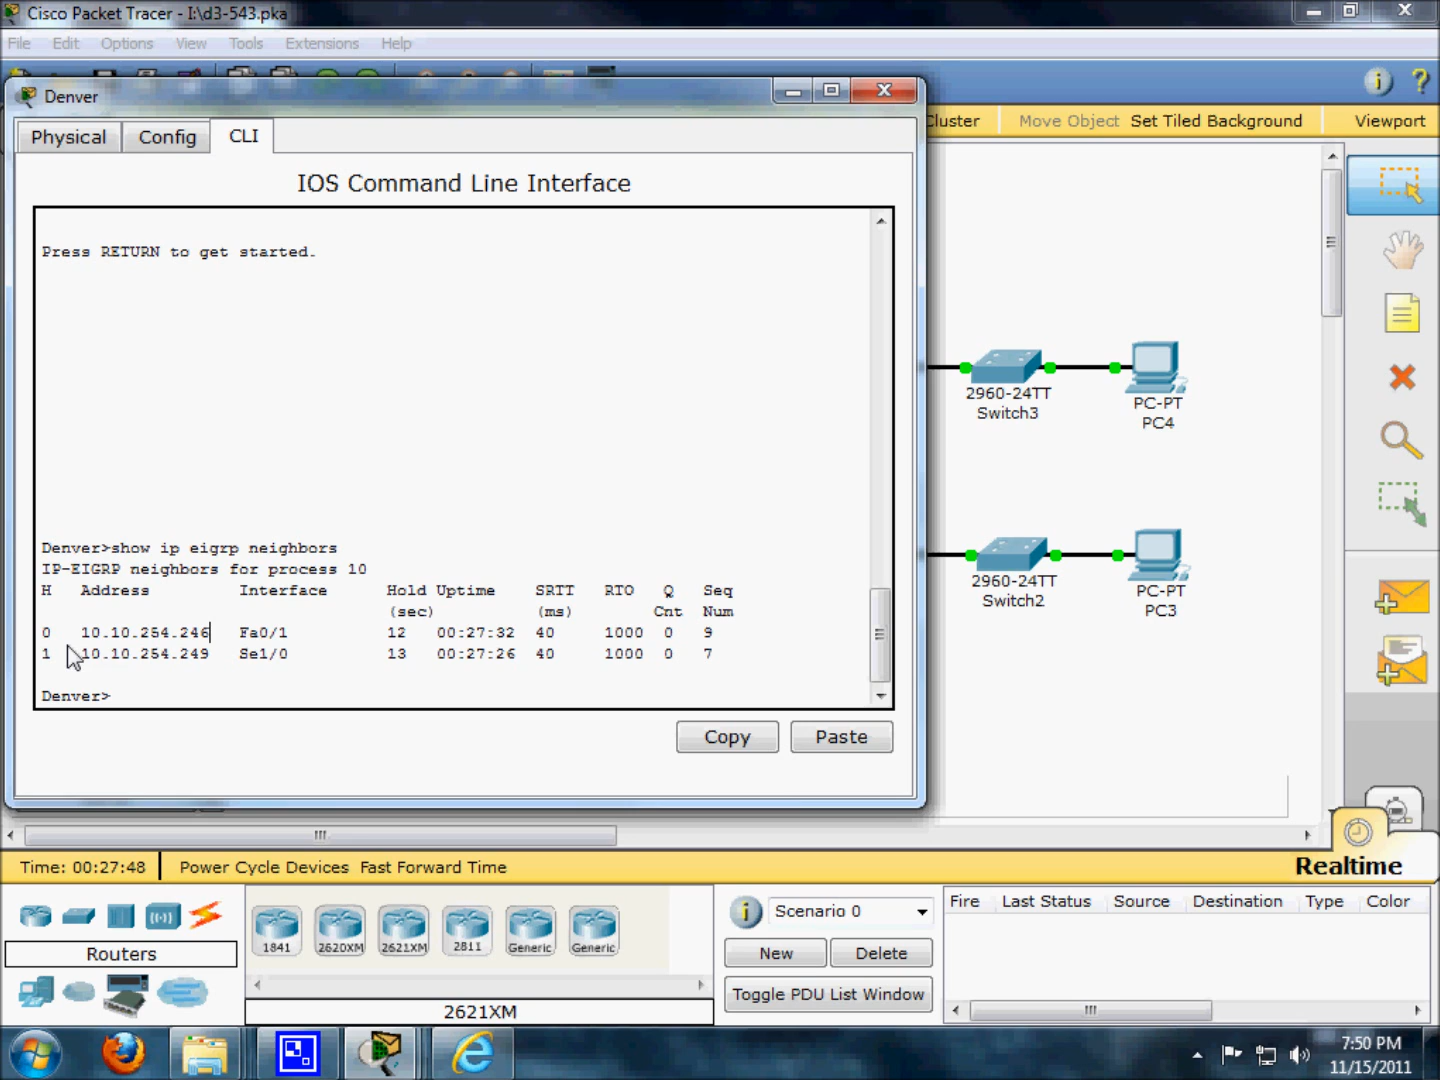 Cisco Packet Tracer - I:\d3-543.pka
File Edit Options View Tools Extensions Help
Denver
Cluster Move Object Set Tiled Background Viewport
Physical Config CLI
IOS Command Line Interface
Press RETURN to get started.
Denver>show ip eigrp neighbors
IP-EIGRP neighbors for process 10
H Address Interface Hold Uptime SRTT RTO Q Seq
(sec) (ms) Cnt Num
0 10.10.254.246 Fa0/1 12 00:27:32 40 1000 0 9
1 10.10.254.249 Se1/0 13 00:27:26 40 1000 0 7
Denver>
Copy Paste
2960-24TT
Switch3
PC-PT
PC4
2960-24TT
Switch2
PC-PT
PC3
Time: 00:27:48 Power Cycle Devices Fast Forward Time
Realtime
Routers
1841 2620XM 2621XM 2811 Generic Generic
2621XM
Scenario 0
New Delete
Toggle PDU List Window
Fire Last Status Source Destination Type Color
7:50 PM
11/15/2011